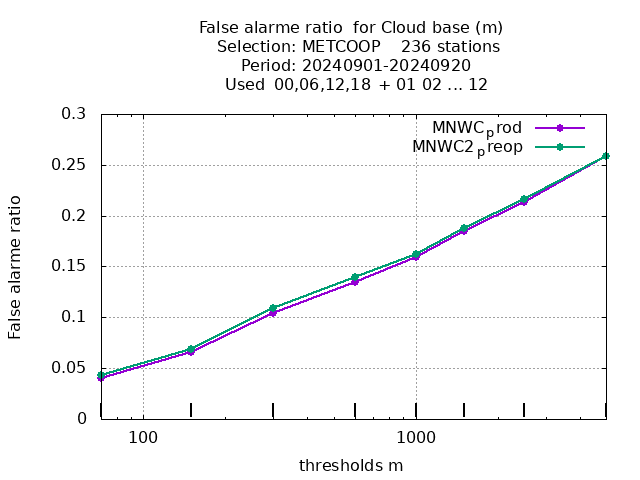 False alarme ratio  for Cloud base (m)
Selection: METCOOP    236 stations
Period: 20240901-20240920
Used  00,06,12,18  + 01 02 ... 12
0.3
MNWCprod
0.25
MNWC2preop
0.2
0.15
0.1
0.05
0
False alarme ratio
100
1000
thresholds m